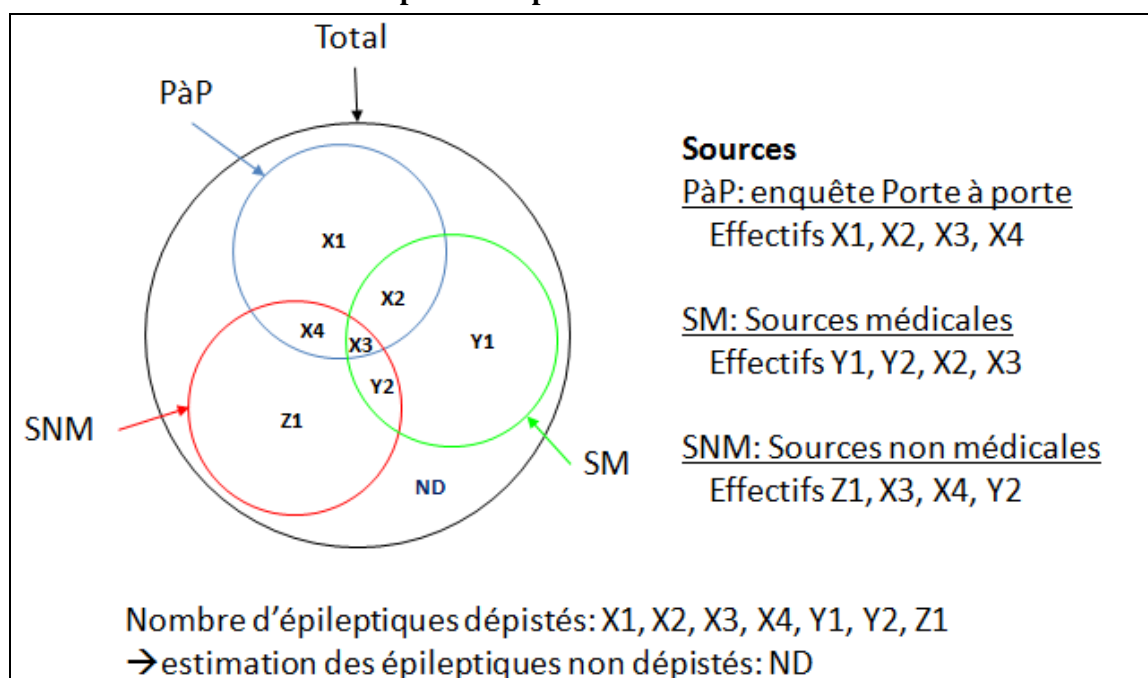 Total
PàP
X1
X2
X4
X3
Y1
Y2
Z1
SNM
SM
ND
Sources
PàP: enquête Porte à porte
Effectifs X1, X2, X3, X4
SM: Sources médicales
Effectifs Y1, Y2, X2, X3
SNM: Sources non médicales
Effectifs Z1, X3, X4, Y2
Nombre d'épileptiques dépistés: X1, X2, X3, X4, Y1, Y2, Z1
→estimation des épileptiques non dépistés: ND